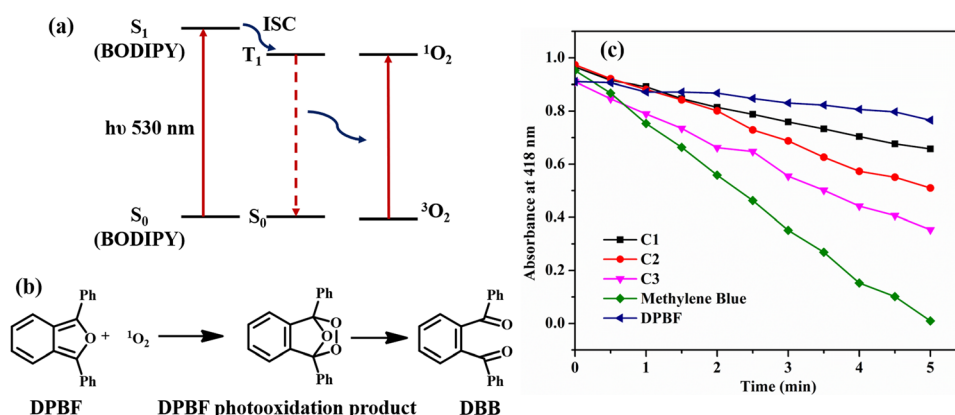 (a)
S1
(BODIPY)
ISC
T1
1O2
hυ 530 nm
S0
(BODIPY)
S0
3O2
(b)
Ph
O
Ph
+
1O2
Ph
O
O
O
Ph
Ph
O
O
Ph
DPBF
DPBF photooxidation product
DBB
(c)
Absorbance at 418 nm
1.0
0.8
0.6
0.4
0.2
0.0
C1
C2
C3
Methylene Blue
DPBF
0
1
2
3
4
5
Time (min)